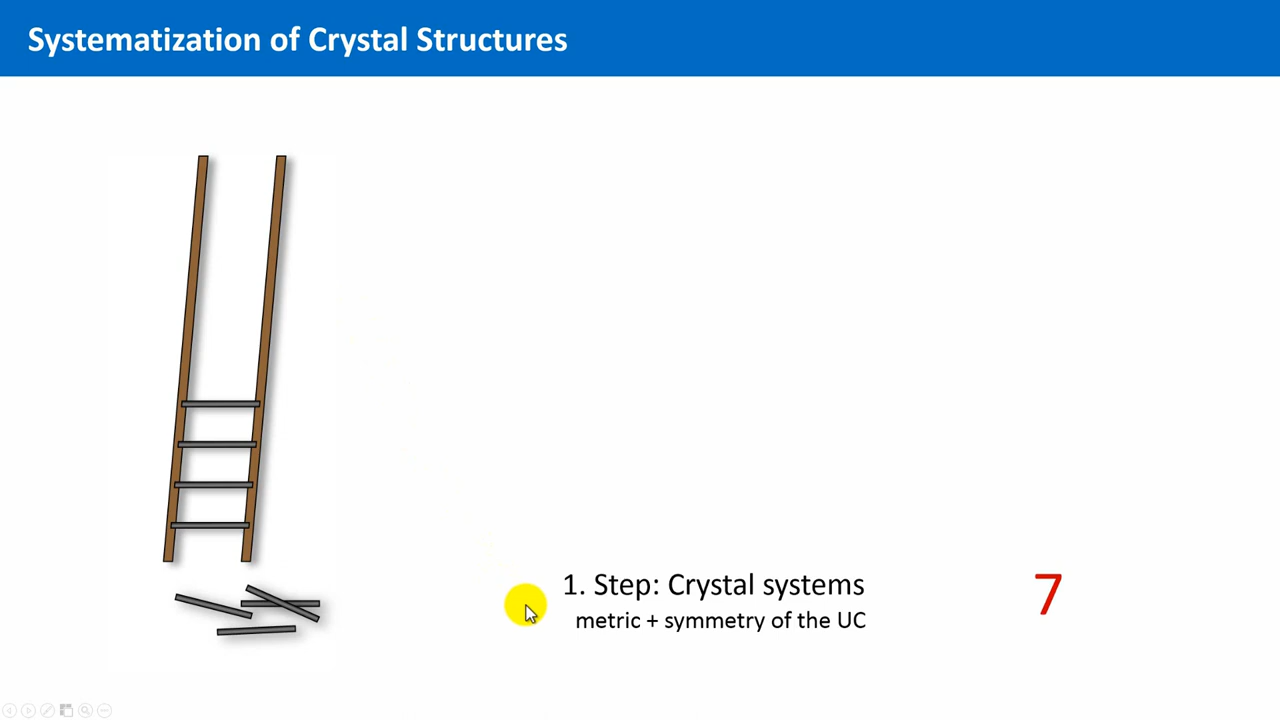 Systematization of Crystal Structures
1. Step: Crystal systems
7
metric + symmetry of the UC